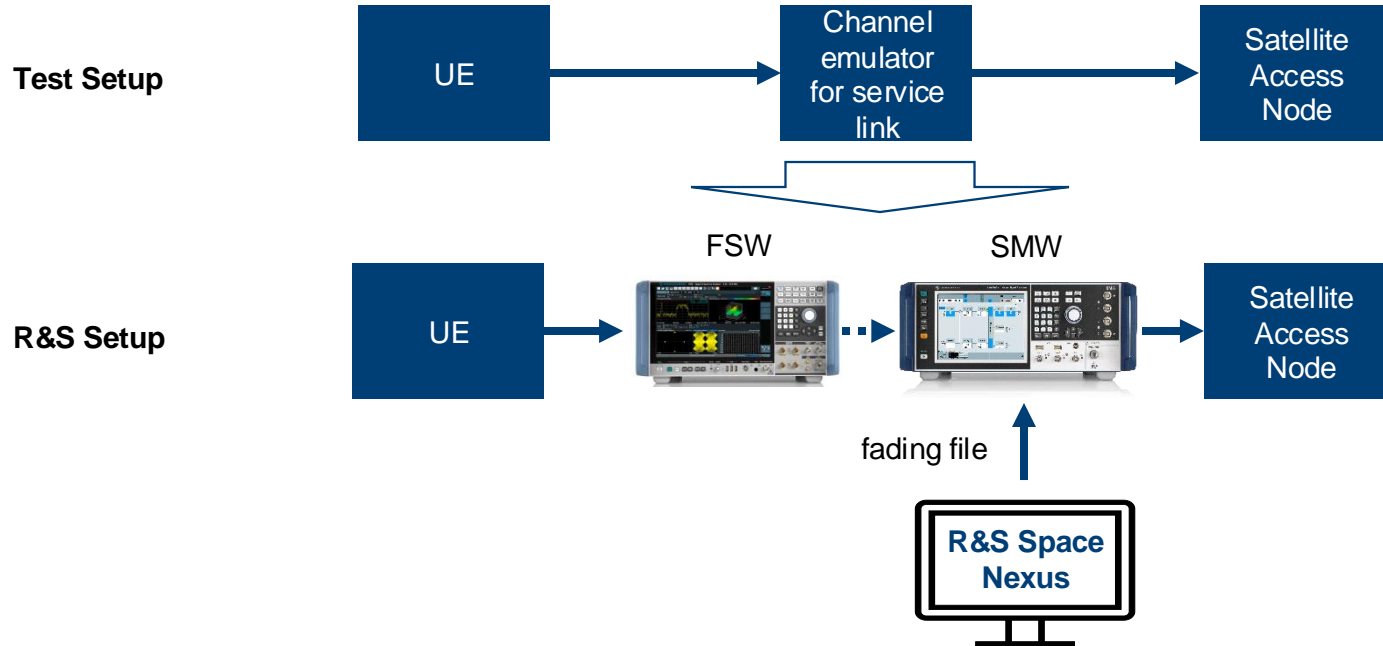 Test Setup
UE
Channel
emulator
for service
link
Satellite
Access
Node
FSW
SMW
R&S Setup
UE
Satellite
Access
Node
fading file
R&S Space
Nexus